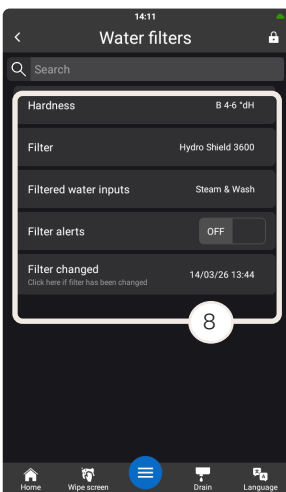 14:11
Water filters
Search
Hardness B 4-6 °dH
Filter Hydro Shield 3600
Filtered water inputs Steam & Wash
Filter alerts OFF
Filter changed 14/03/26 13:44
Click here if filter has been changed
8
Home Wipe screen Drain Language